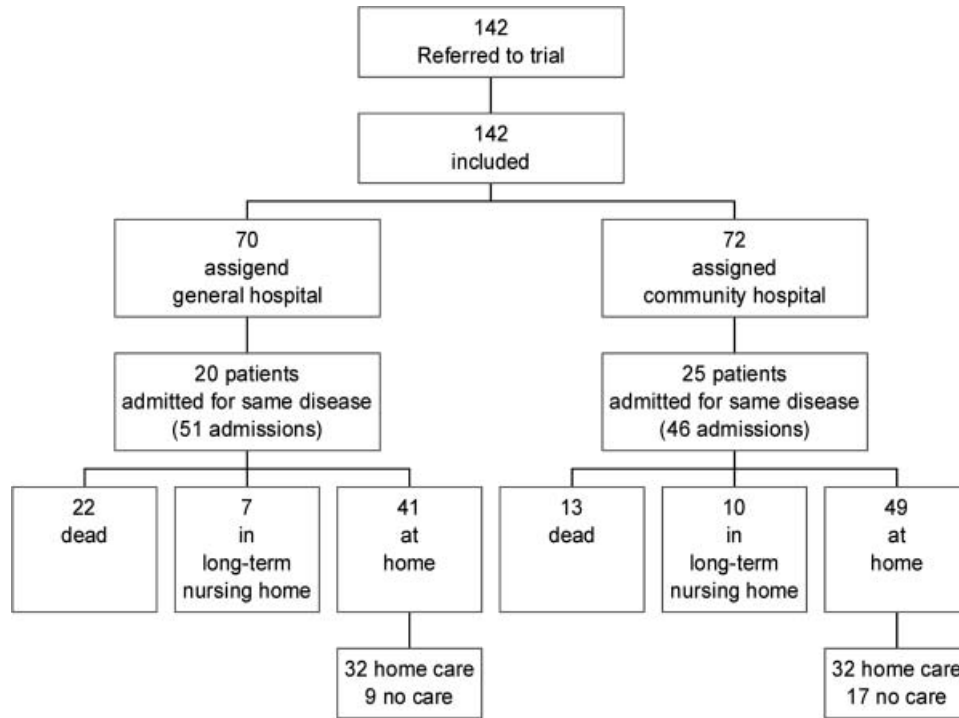 142
Referred to trial
142
included
70
assigend
general hospital
72
assigned
community hospital
20 patients
admitted for same disease
(51 admissions)
25 patients
admitted for same disease
(46 admissions)
22
dead
7
in
long-term
nursing home
41
at
home
13
dead
10
in
long-term
nursing home
49
at
home
32 home care
9 no care
32 home care
17 no care